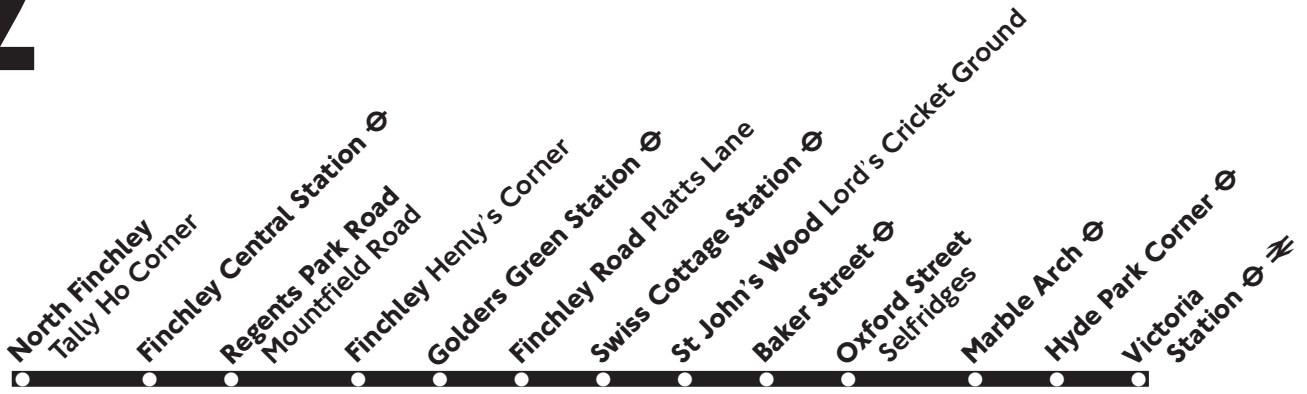 North Finchley
Tally Ho Corner
Finchley Central Station
Regents Park Road
Mountfield Road
Finchley Henly's Corner
Golders Green Station
Finchley Road Platts Lane
Swiss Cottage Station
St John's Wood Lord's Cricket Ground
Baker Street
Oxford Street
Selfridges
Marble Arch
Hyde Park Corner
Victoria
Station